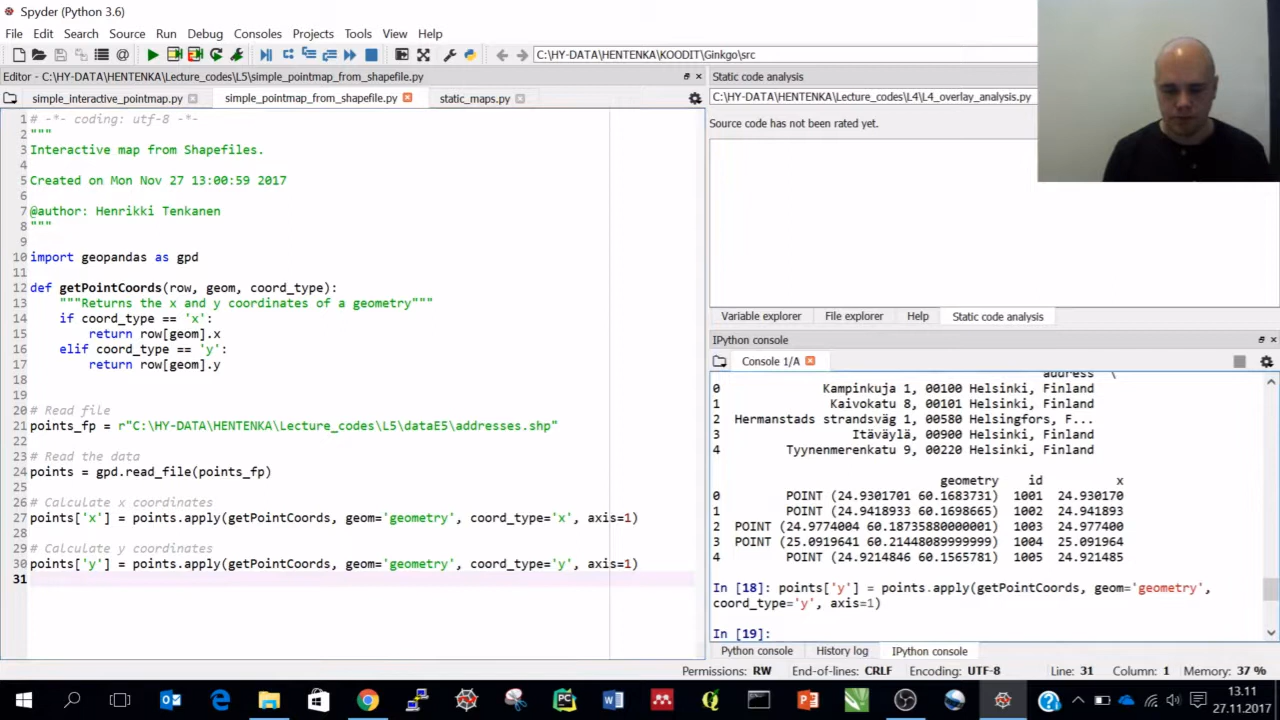 Spyder (Python 3.6)
File Edit Search Source Run Debug Consoles Projects Tools View Help
C:\HY-DATA\HENTENKA\KOODIT\Ginkgo\src
Editor - C:\HY-DATA\HENTENKA\Lecture_codes\L5\simple_pointmap_from_shapefile.py
simple_interactive_pointmap.py simple_pointmap_from_shapefile.py static_maps.py
1 # -*- coding: utf-8 -*-
2 """
3 Interactive map from Shapefiles.
4
5 Created on Mon Nov 27 13:00:59 2017
6
7 @author: Henrikki Tenkanen
8 """
9
10 import geopandas as gpd
11
12 def getPointCoords(row, geom, coord_type):
13     """Returns the x and y coordinates of a geometry"""
14     if coord_type == 'x':
15         return row[geom].x
16     elif coord_type == 'y':
17         return row[geom].y
18
19
20 # Read file
21 points_fp = r"C:\HY-DATA\HENTENKA\Lecture_codes\L5\dataE5\addresses.shp"
22
23 # Read the data
24 points = gpd.read_file(points_fp)
25
26 # Calculate x coordinates
27 points['x'] = points.apply(getPointCoords, geom='geometry', coord_type='x', axis=1)
28
29 # Calculate y coordinates
30 points['y'] = points.apply(getPointCoords, geom='geometry', coord_type='y', axis=1)
31
Static code analysis
C:\HY-DATA\HENTENKA\Lecture_codes\L4\L4_overlay_analysis.py
Source code has not been rated yet.
Variable explorer File explorer Help Static code analysis
IPython console
Console 1/A
address \
0 Kampinkuja 1, 00100 Helsinki, Finland
1 Kaivokatu 8, 00101 Helsinki, Finland
2 Hermanstads strandsväg 1, 00580 Helsingfors, F...
3 Itäväylä, 00900 Helsinki, Finland
4 Tyynenmerenkatu 9, 00220 Helsinki, Finland
geometry id x
0 POINT (24.9301701 60.1683731) 1001 24.930170
1 POINT (24.9418933 60.1698665) 1002 24.941893
2 POINT (24.9774004 60.18735880000001) 1003 24.977400
3 POINT (25.0919641 60.21448089999999) 1004 25.091964
4 POINT (24.9214846 60.1565781) 1005 24.921485
In [18]: points['y'] = points.apply(getPointCoords, geom='geometry',
coord_type='y', axis=1)
In [19]:
Python console History log IPython console
Permissions: RW End-of-lines: CRLF Encoding: UTF-8 Line: 31 Column: 1 Memory: 37 %
13.11
27.11.2017